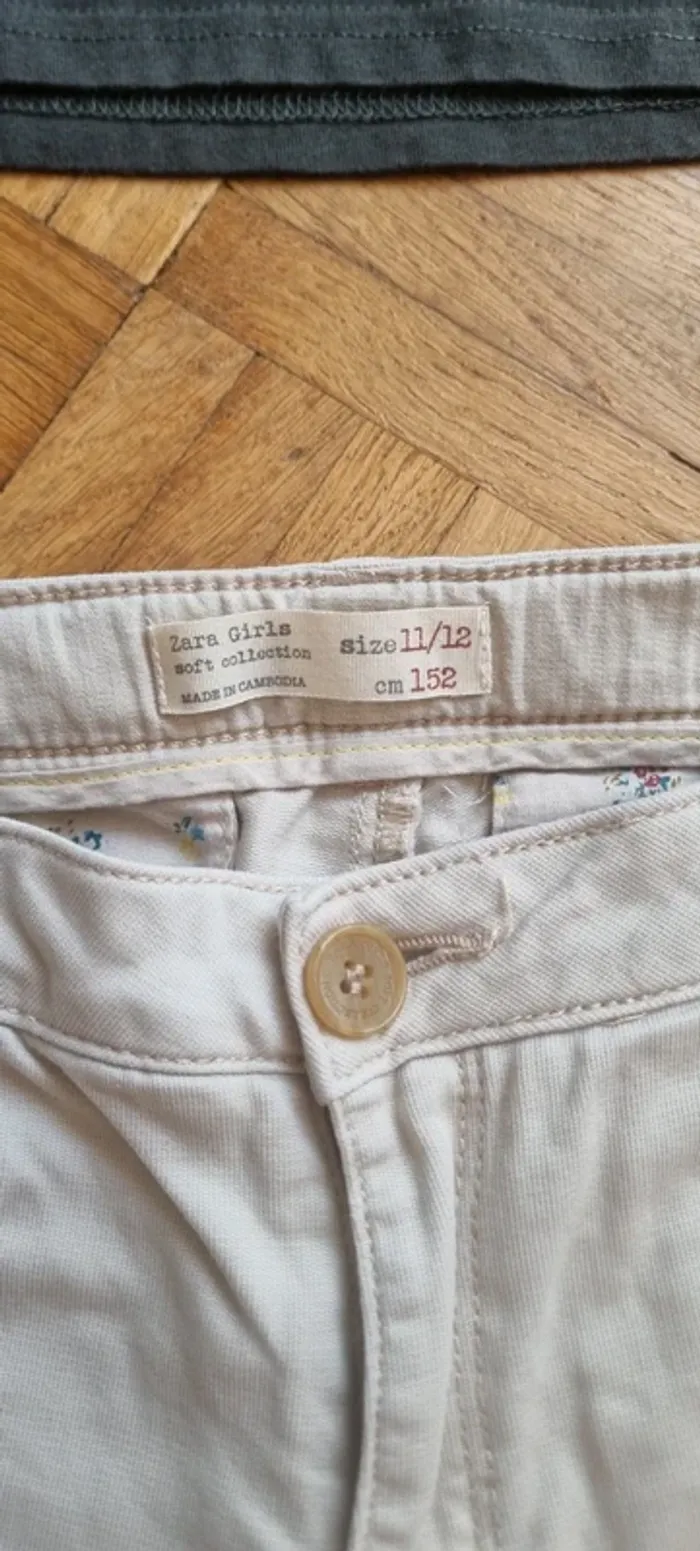 Zara Girls
soft collection
MADE IN CAMBODIA
size 11/12
cm 152